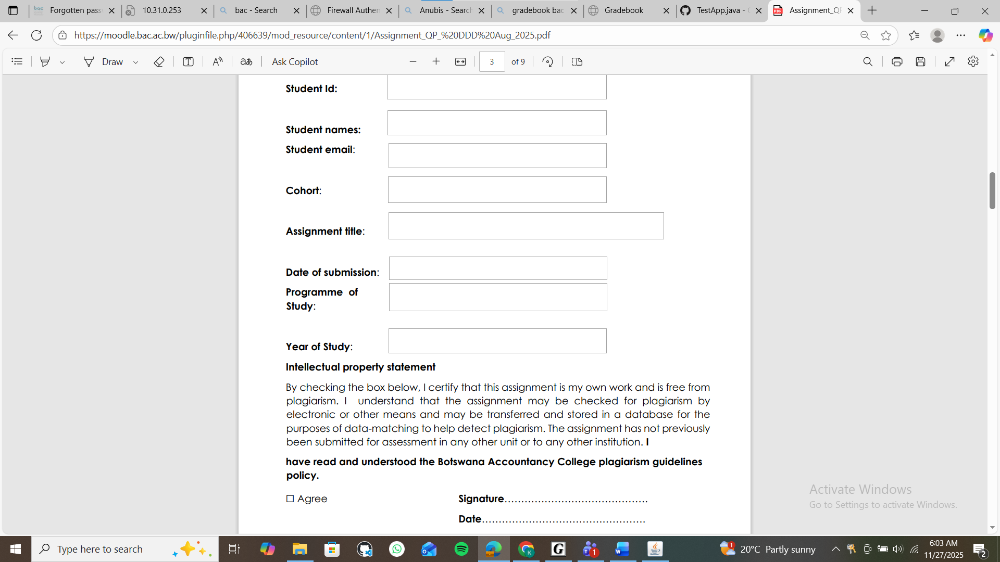 Forgotten pass
10.31.0.253
bac - Search
Firewall Authen
Anubis - Search
gradebook bac
Gradebook
TestApp.java -
Assignment_QP
https://moodle.bac.ac.bw/pluginfile.php/406639/mod_resource/content/1/Assignment_QP_%20DDD%20Aug_2025.pdf
Draw
Ask Copilot
3 of 9
Student Id:
Student names:
Student email:
Cohort:
Assignment title:
Date of submission:
Programme of
Study:
Year of Study:
Intellectual property statement
By checking the box below, I certify that this assignment is my own work and is free from
plagiarism. I understand that the assignment may be checked for plagiarism by
electronic or other means and may be transferred and stored in a database for the
purposes of data-matching to help detect plagiarism. The assignment has not previously
been submitted for assessment in any other unit or to any other institution. I
have read and understood the Botswana Accountancy College plagiarism guidelines
policy.
☐ Agree Signature..........................................
Date................................................
Activate Windows
Go to Settings to activate Windows.
Type here to search
20°C Partly sunny
6:03 AM
11/27/2025
2